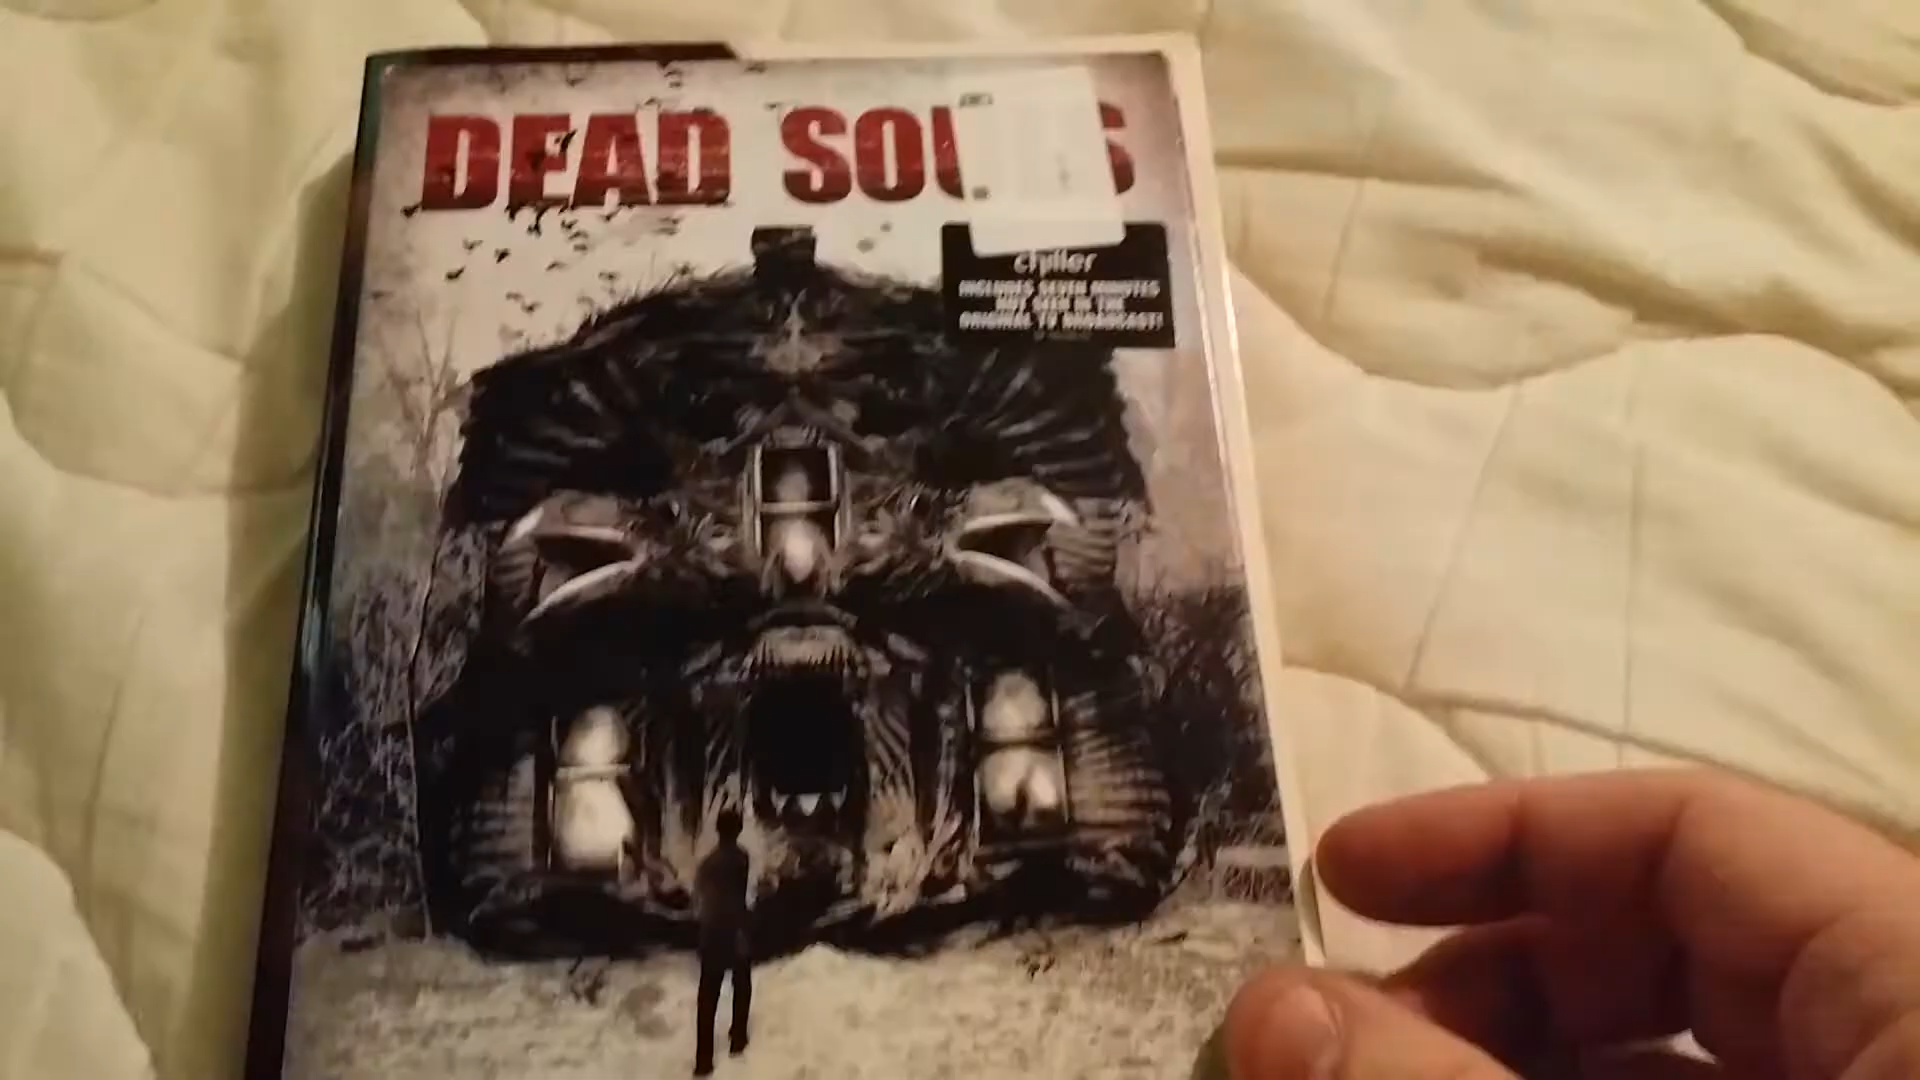 DEAD SOU S
chiller
INCLUDES SEVEN MINUTES
NOT SEEN IN THE
ORIGINAL TV BROADCAST!